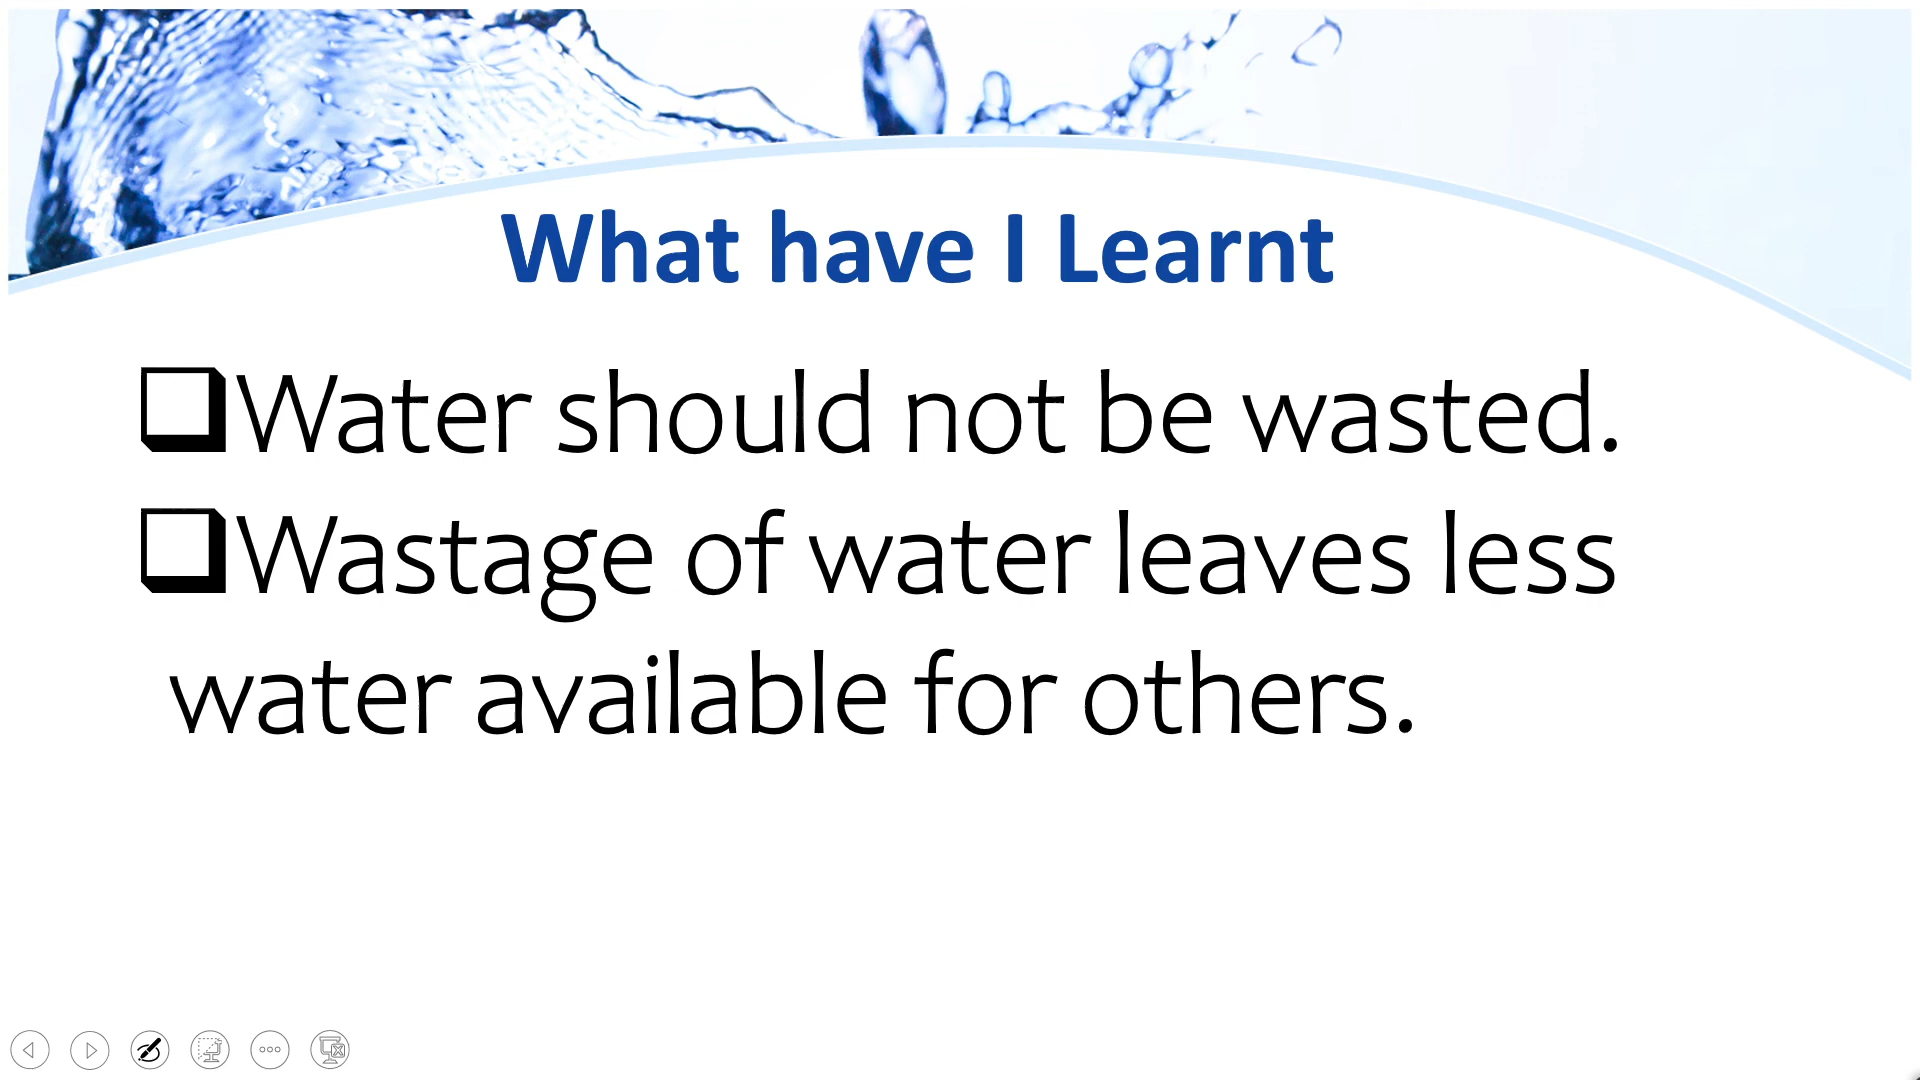 What have I Learnt
❑Water should not be wasted.
❑Wastage of water leaves less
water available for others.